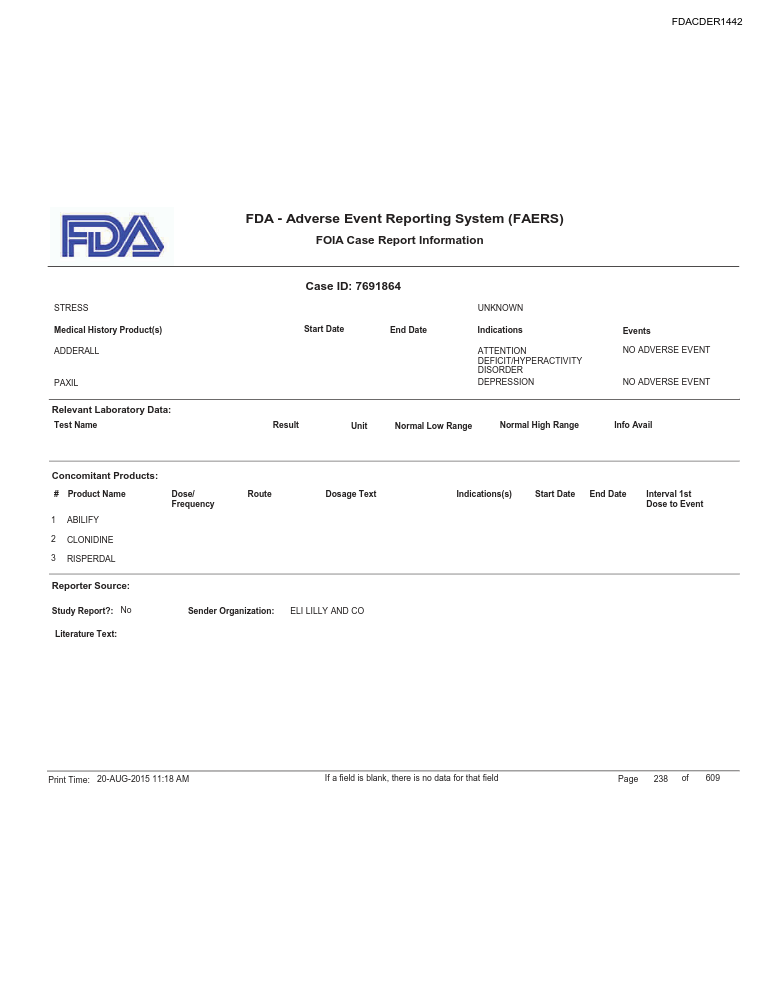 FDACDER1442
FDA
FDA - Adverse Event Reporting System (FAERS)
FOIA Case Report Information
Case ID: 7691864
STRESS UNKNOWN
Medical History Product(s) Start Date End Date Indications Events
ADDERALL ATTENTION NO ADVERSE EVENT
DEFICIT/HYPERACTIVITY
DISORDER
PAXIL DEPRESSION NO ADVERSE EVENT
Relevant Laboratory Data:
Test Name Result Unit Normal Low Range Normal High Range Info Avail
Concomitant Products:
# Product Name Dose/ Route Dosage Text Indications(s) Start Date End Date Interval 1st
Frequency Dose to Event
1 ABILIFY
2 CLONIDINE
3 RISPERDAL
Reporter Source:
Study Report?: No Sender Organization: ELI LILLY AND CO
Literature Text:
Print Time: 20-AUG-2015 11:18 AM If a field is blank, there is no data for that field Page 238 of 609